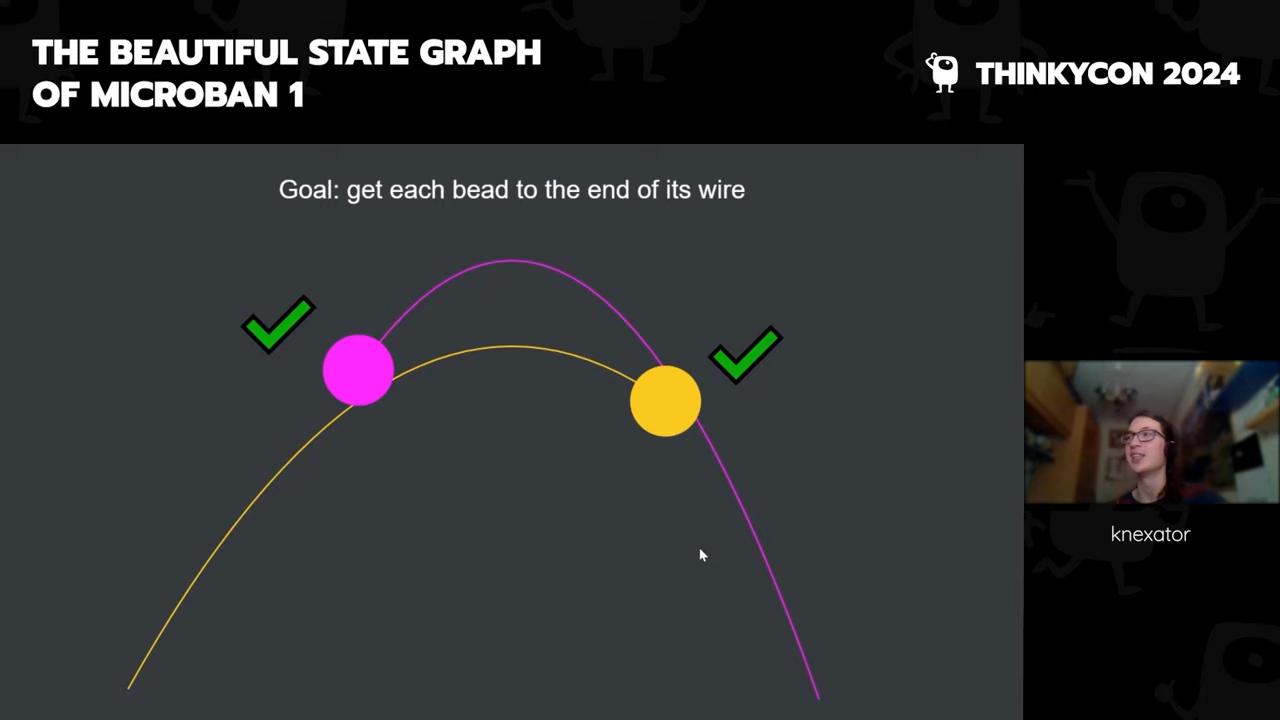 THE BEAUTIFUL STATE GRAPH
OF MICROBAN 1
THINKYCON 2024
Goal: get each bead to the end of its wire
knexator